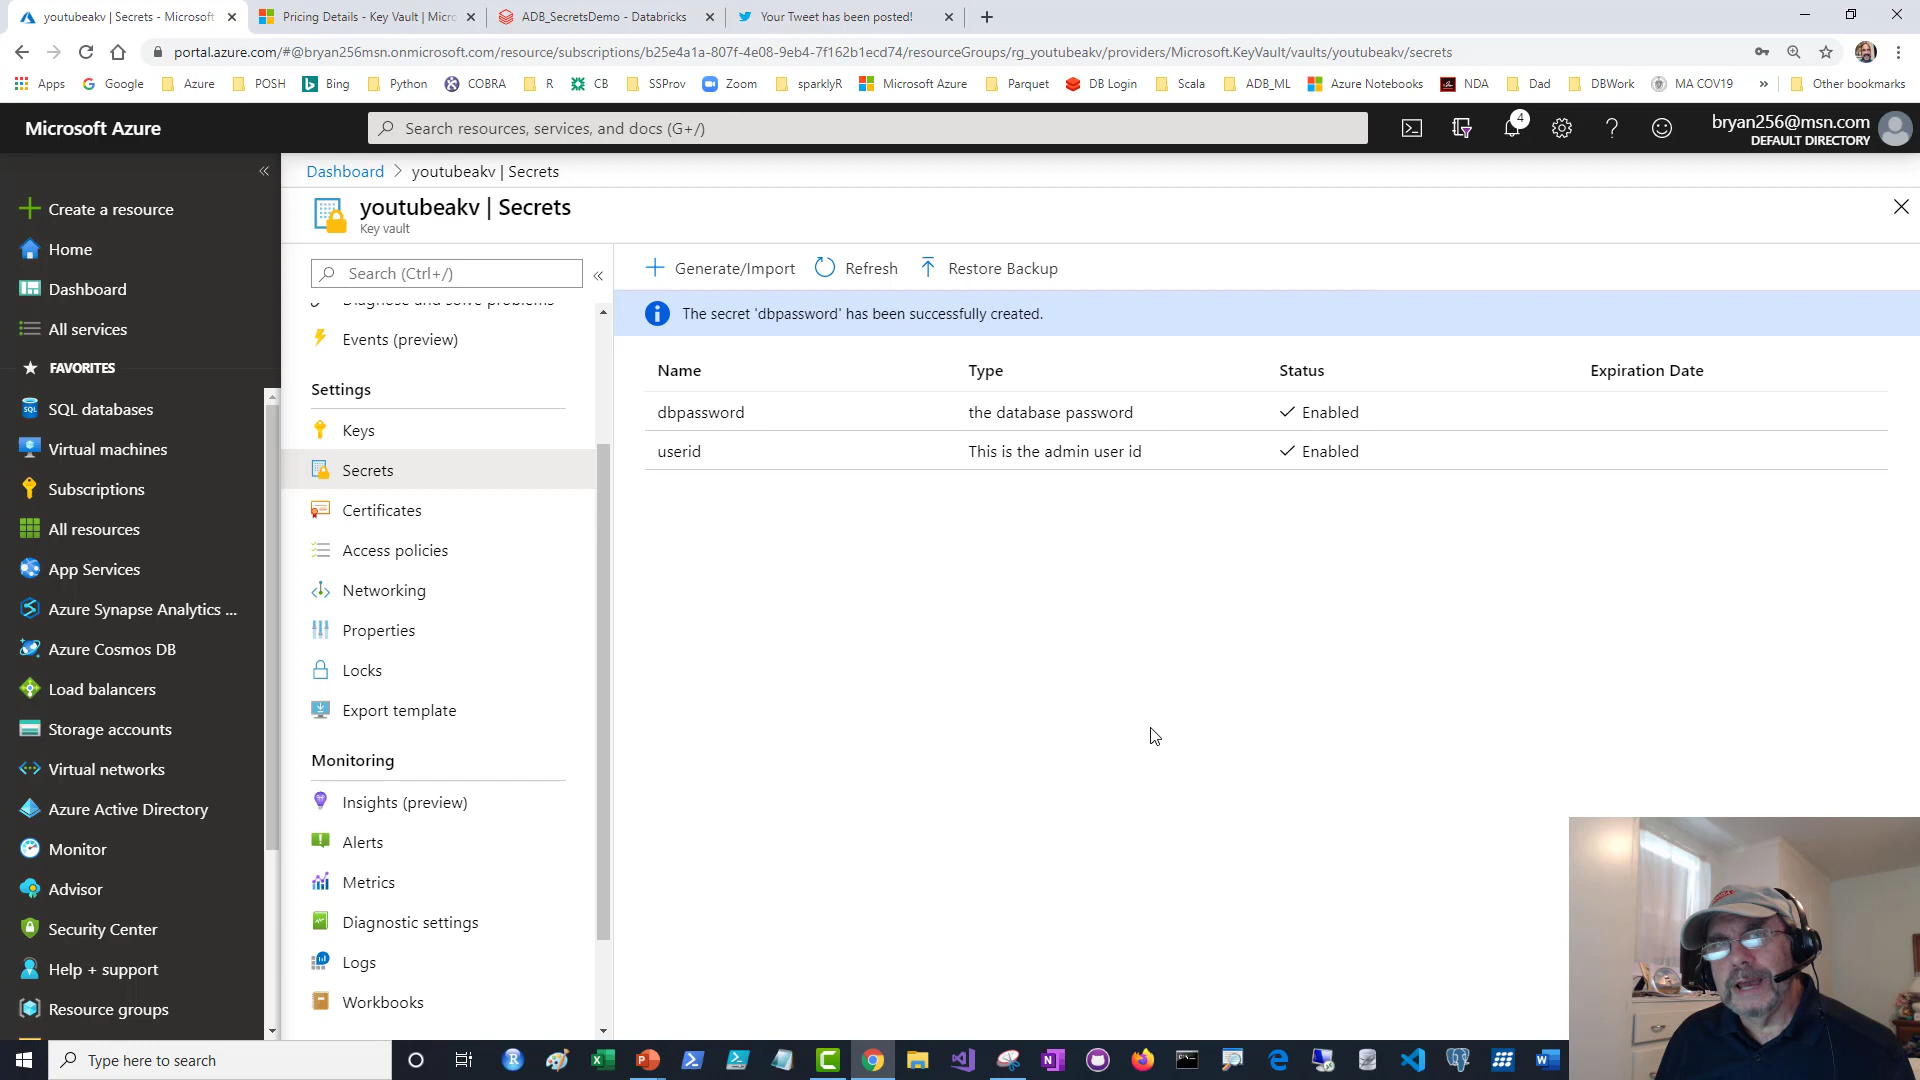 youtubeakv | Secrets - Microsoft
Pricing Details - Key Vault | Micr
ADB_SecretsDemo - Databricks
Your Tweet has been posted!
portal.azure.com/#@bryan256msn.onmicrosoft.com/resource/subscriptions/b25e4a1a-807f-4e08-9eb4-7f162b1ecd74/resourceGroups/rg_youtubeakv/providers/Microsoft.KeyVault/vaults/youtubeakv/secrets
Apps Google Azure POSH Bing Python COBRA R CB SSProv Zoom sparklyR Microsoft Azure Parquet DB Login Scala ADB_ML Azure Notebooks NDA Dad DBWork MA COV19 » Other bookmarks
Microsoft Azure
Search resources, services, and docs (G+/)
4
bryan256@msn.com
DEFAULT DIRECTORY
Create a resource
Home
Dashboard
All services
FAVORITES
SQL databases
Virtual machines
Subscriptions
All resources
App Services
Azure Synapse Analytics ...
Azure Cosmos DB
Load balancers
Storage accounts
Virtual networks
Azure Active Directory
Monitor
Advisor
Security Center
Help + support
Resource groups
Dashboard > youtubeakv | Secrets
youtubeakv | Secrets
Key vault
Search (Ctrl+/)
Diagnose and solve problems
Events (preview)
Settings
Keys
Secrets
Certificates
Access policies
Networking
Properties
Locks
Export template
Monitoring
Insights (preview)
Alerts
Metrics
Diagnostic settings
Logs
Workbooks
Generate/Import Refresh Restore Backup
The secret 'dbpassword' has been successfully created.
Name Type Status Expiration Date
dbpassword the database password Enabled
userid This is the admin user id Enabled
Type here to search